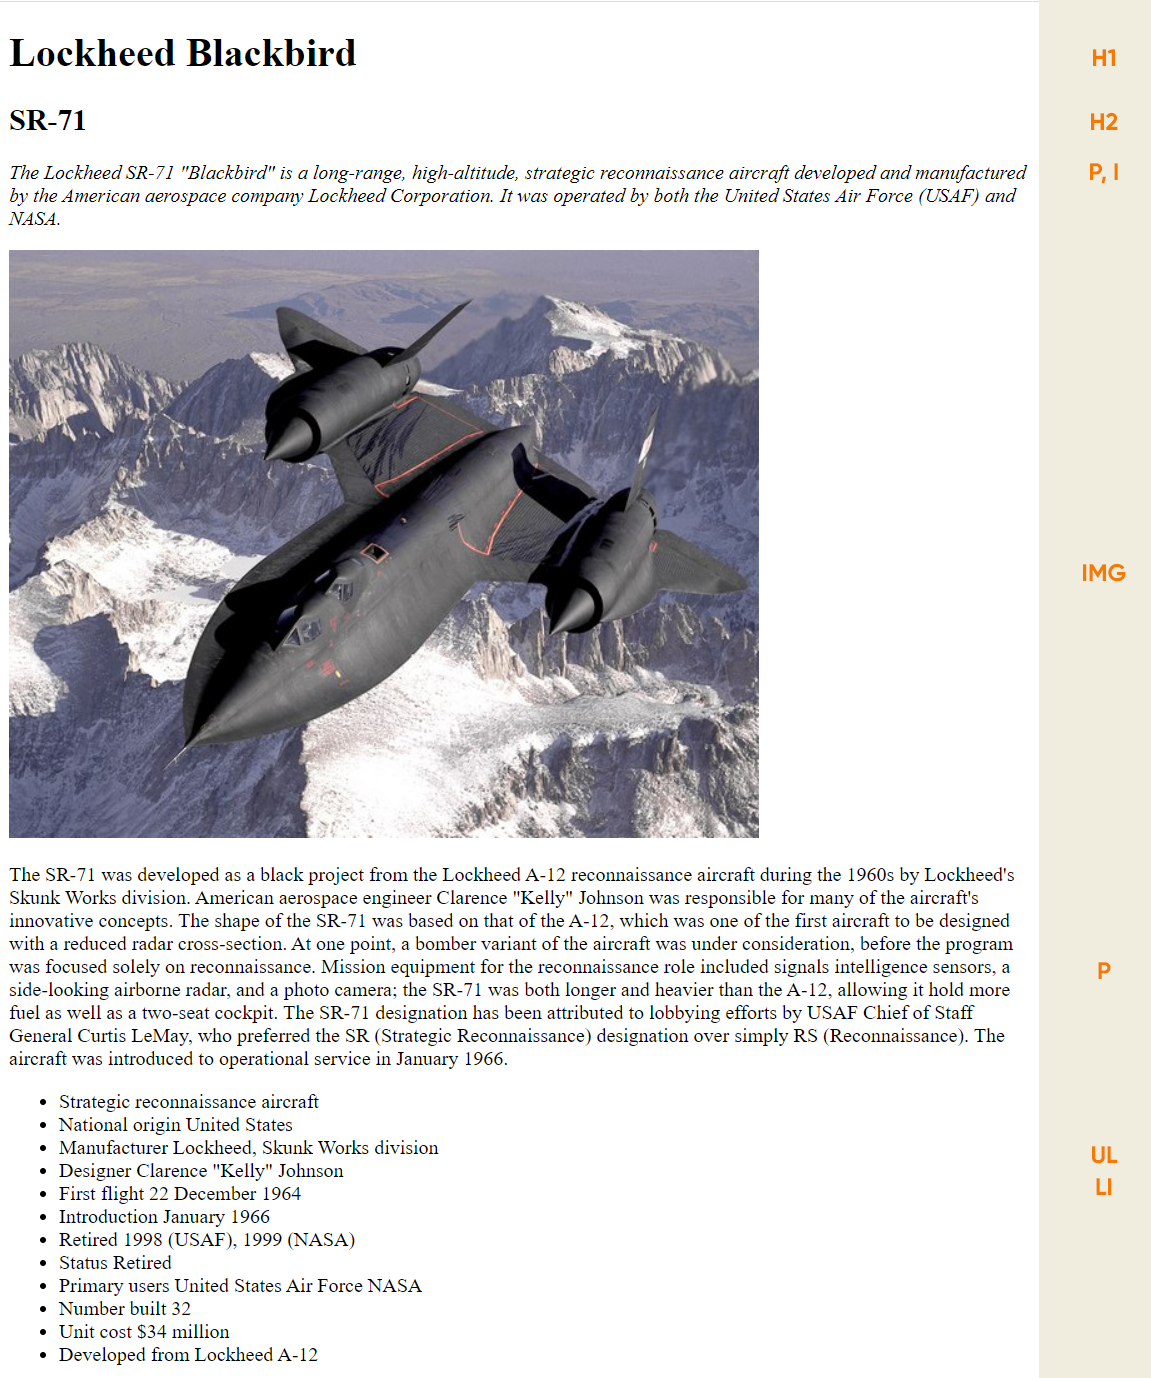 Lockheed Blackbird
H1
SR-71
H2
The Lockheed SR-71 "Blackbird" is a long-range, high-altitude, strategic reconnaissance aircraft developed and manufactured
P, I
by the American aerospace company Lockheed Corporation. It was operated by both the United States Air Force (USAF) and
NASA.
IMG
The SR-71 was developed as a black project from the Lockheed A-12 reconnaissance aircraft during the 1960s by Lockheed's
Skunk Works division. American aerospace engineer Clarence "Kelly" Johnson was responsible for many of the aircraft's
innovative concepts. The shape of the SR-71 was based on that of the A-12, which was one of the first aircraft to be designed
with a reduced radar cross-section. At one point, a bomber variant of the aircraft was under consideration, before the program
was focused solely on reconnaissance. Mission equipment for the reconnaissance role included signals intelligence sensors, a
P
side-looking airborne radar, and a photo camera; the SR-71 was both longer and heavier than the A-12, allowing it hold more
fuel as well as a two-seat cockpit. The SR-71 designation has been attributed to lobbying efforts by USAF Chief of Staff
General Curtis LeMay, who preferred the SR (Strategic Reconnaissance) designation over simply RS (Reconnaissance). The
aircraft was introduced to operational service in January 1966.
• Strategic reconnaissance aircraft
• National origin United States
• Manufacturer Lockheed, Skunk Works division
UL
• Designer Clarence "Kelly" Johnson
LI
• First flight 22 December 1964
• Introduction January 1966
• Retired 1998 (USAF), 1999 (NASA)
• Status Retired
• Primary users United States Air Force NASA
• Number built 32
• Unit cost $34 million
• Developed from Lockheed A-12